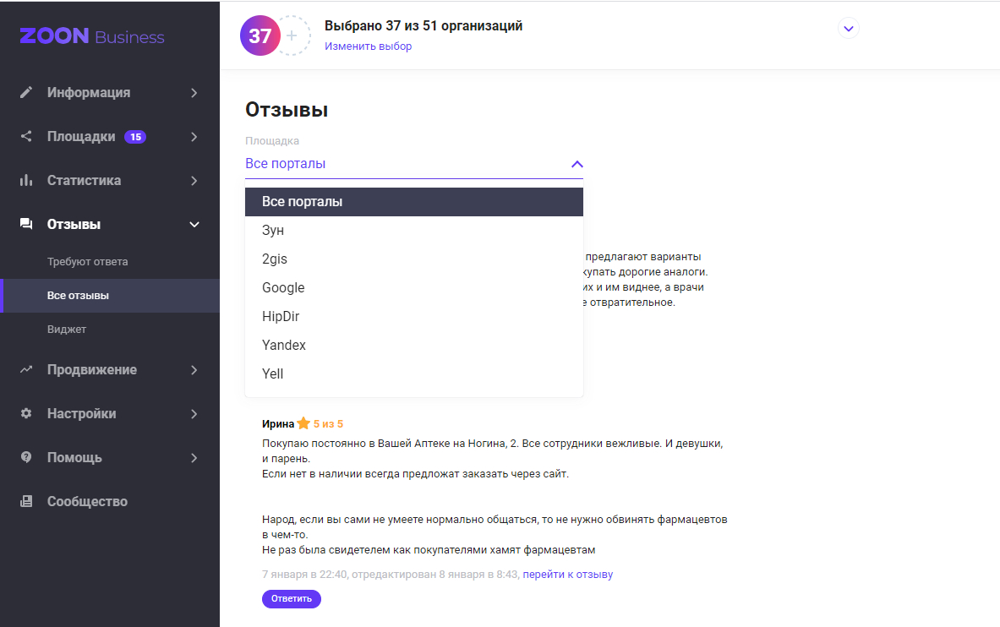 ZOON Business
Информация
Площадки 15
Статистика
Отзывы
Требуют ответа
Все отзывы
Виджет
Продвижение
Настройки
Помощь
Сообщество
37 +
Выбрано 37 из 51 организаций
Изменить выбор
Отзывы
Площадка
Все порталы
Все порталы
Зун
2gis
Google
HipDir
Yandex
Yell
предлагают варианты
купать дорогие аналоги.
их и им виднее, а врачи
е отвратительное.
Ирина 5 из 5
Покупаю постоянно в Вашей Аптеке на Ногина, 2. Все сотрудники вежливые. И девушки,
и парень.
Если нет в наличии всегда предложат заказать через сайт.
Народ, если вы сами не умеете нормально общаться, то не нужно обвинять фармацевтов
в чем-то.
Не раз была свидетелем как покупателями хамят фармацевтам
7 января в 22:40, отредактирован 8 января в 8:43, перейти к отзыву
Ответить